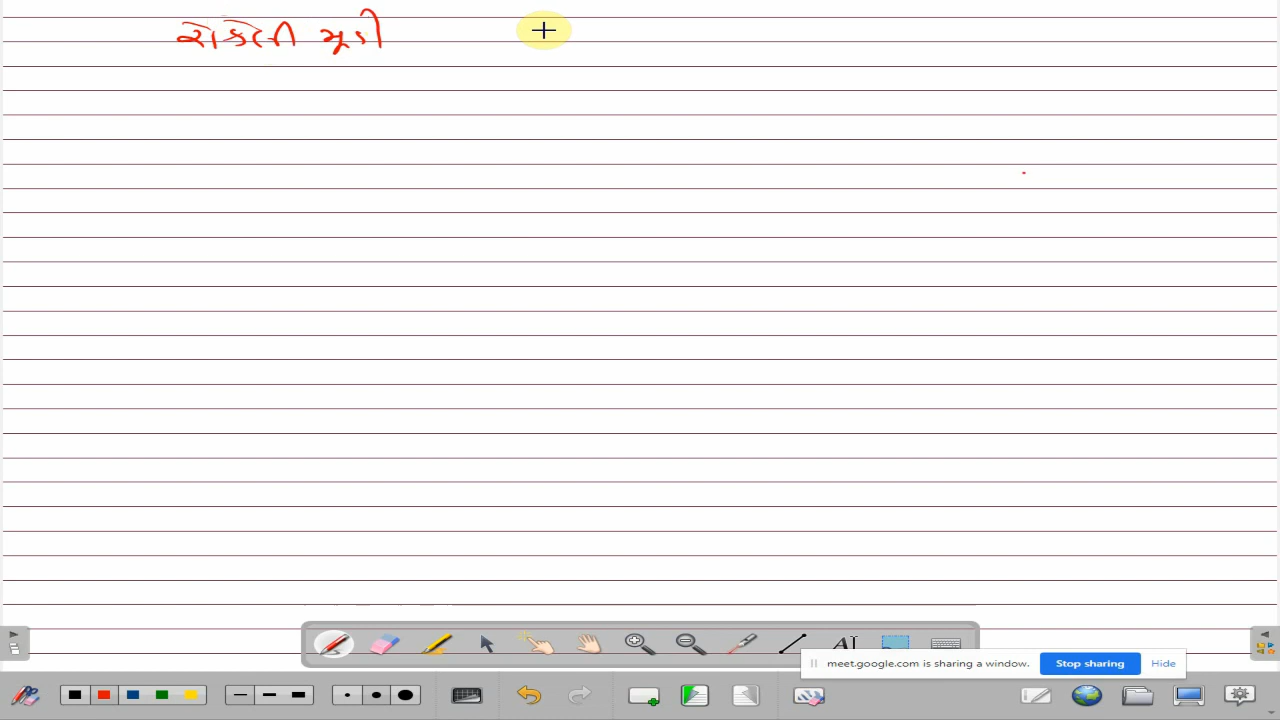 રોકેલી મૂડી
meet.google.com is sharing a window.
Stop sharing
Hide